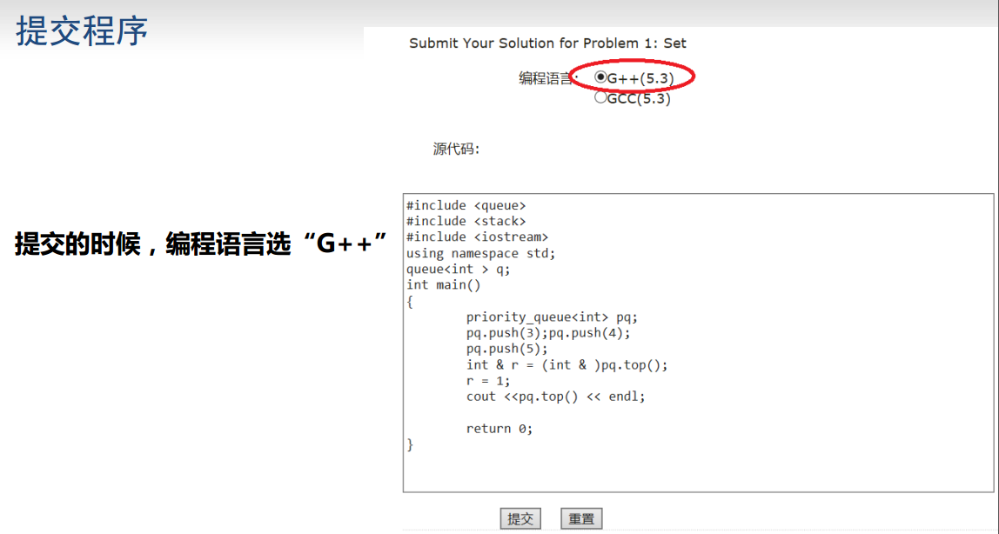 提交程序
Submit Your Solution for Problem 1: Set
编程语言:
G++(5.3)
GCC(5.3)
源代码:
提交的时候，编程语言选“G++”
#include <queue>
#include <stack>
#include <iostream>
using namespace std;
queue<int > q;
int main()
{
priority_queue<int> pq;
pq.push(3);pq.push(4);
pq.push(5);
int & r = (int & )pq.top();
r = 1;
cout <<pq.top() << endl;
return 0;
}
提交 重置